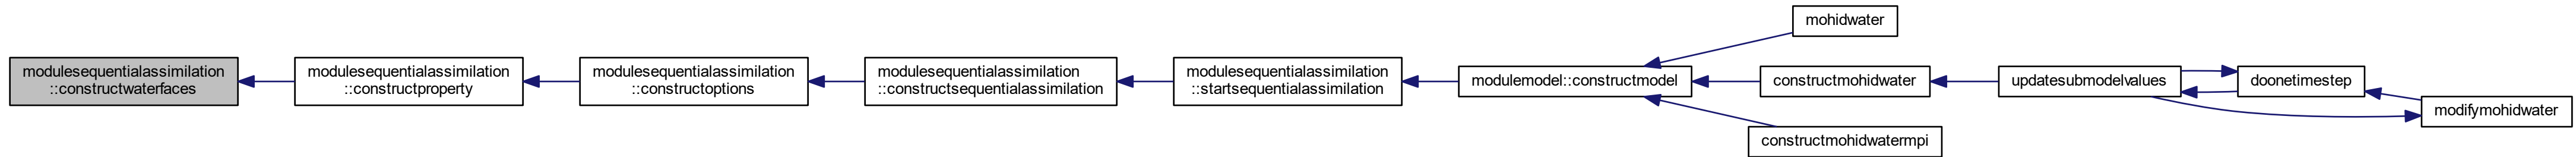 modulesequentialassimilation
::constructwaterfaces
modulesequentialassimilation
::constructproperty
modulesequentialassimilation
::constructoptions
modulesequentialassimilation
::constructsequentialassimilation
modulesequentialassimilation
::startsequentialassimilation
modulemodel::constructmodel
mohidwater
constructmohidwater
constructmohidwatermpi
updatesubmodelvalues
doonetimestep
modifymohidwater